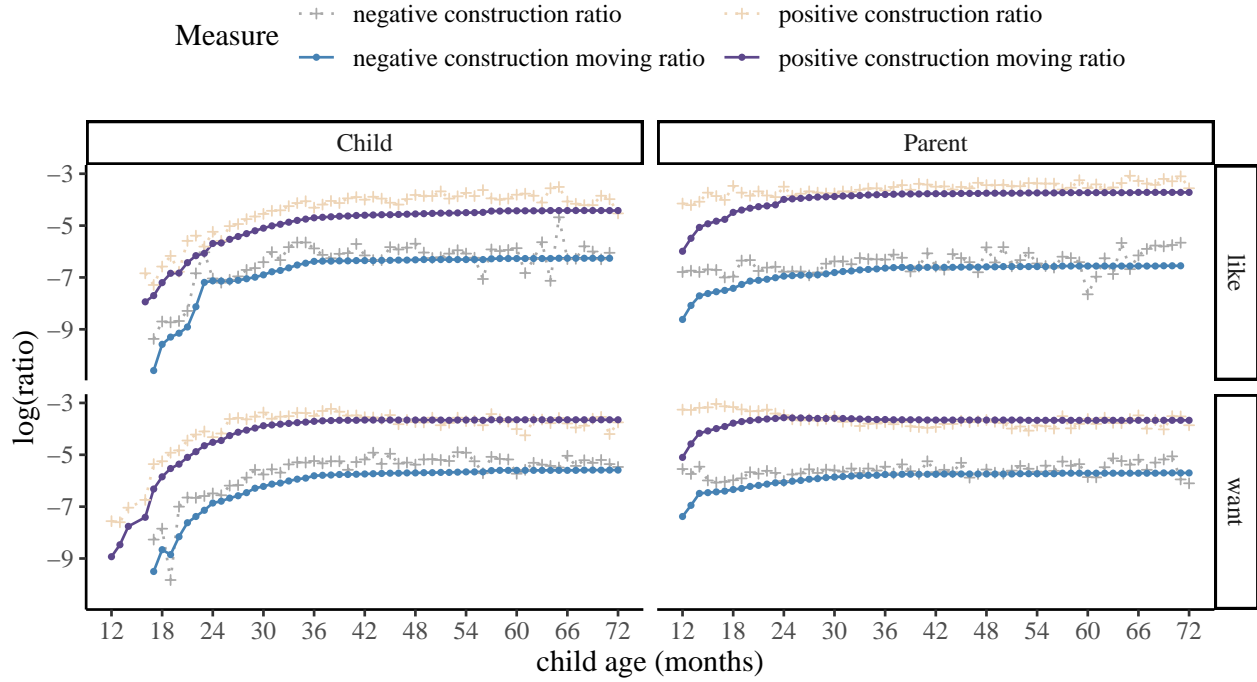 Measure
negative construction ratio
positive construction ratio
negative construction moving ratio
positive construction moving ratio
Child
Parent
−3
−5
−7
−9
like
−3
−5
−7
−9
want
log(ratio)
12 18 24 30 36 42 48 54 60 66 72
12 18 24 30 36 42 48 54 60 66 72
child age (months)